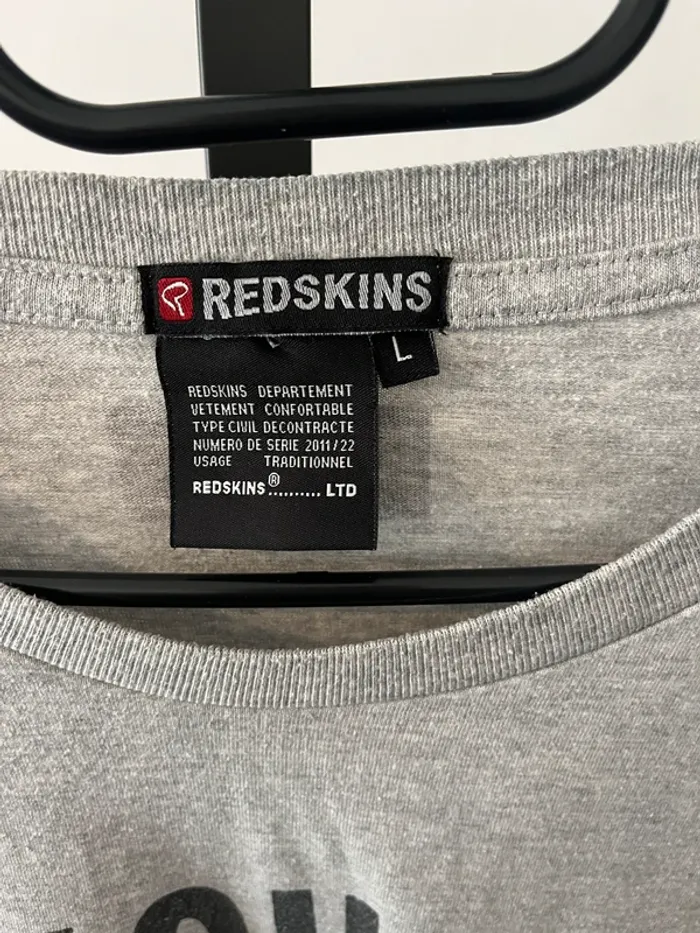 REDSKINS
L
REDSKINS DEPARTEMENT
VETEMENT CONFORTABLE
TYPE CIVIL DECONTRACTE
NUMERO DE SERIE 2011/22
USAGE TRADITIONNEL
REDSKINS®.......... LTD